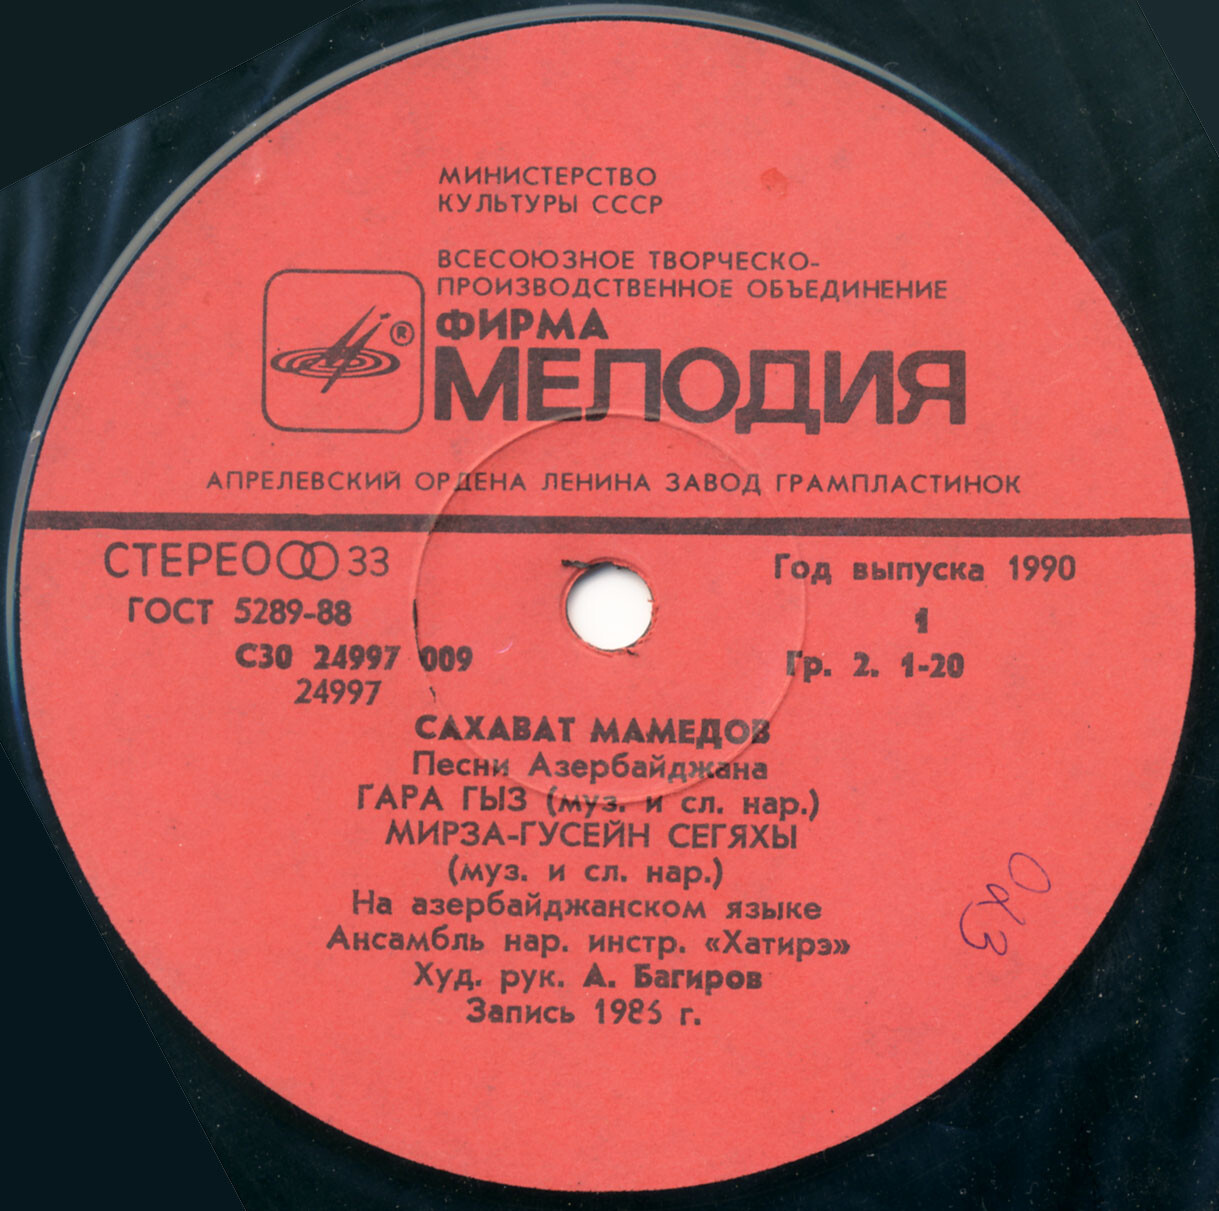 МИНИСТЕРСТВО
КУЛЬТУРЫ СССР
ВСЕСОЮЗНОЕ ТВОРЧЕСКО-
ПРОИЗВОДСТВЕННОЕ ОБЪЕДИНЕНИЕ
®
ФИРМА
МЕЛОДИЯ
АПРЕЛЕВСКИЙ ОРДЕНА ЛЕНИНА ЗАВОД ГРАМПЛАСТИНОК
СТЕРЕО 33
Год выпуска 1990
ГОСТ 5289-88
1
С30 24997 009
Гр. 2. 1-20
24997
САХАВАТ МАМЕДОВ
Песни Азербайджана
ГАРА ГЫЗ (муз. и сл. нар.)
МИРЗА-ГУСЕЙН СЕГЯХЫ
(муз. и сл. нар.)
На азербайджанском языке
Ансамбль нар. инстр. «Хатирэ»
Худ. рук. А. Багиров
Запись г.